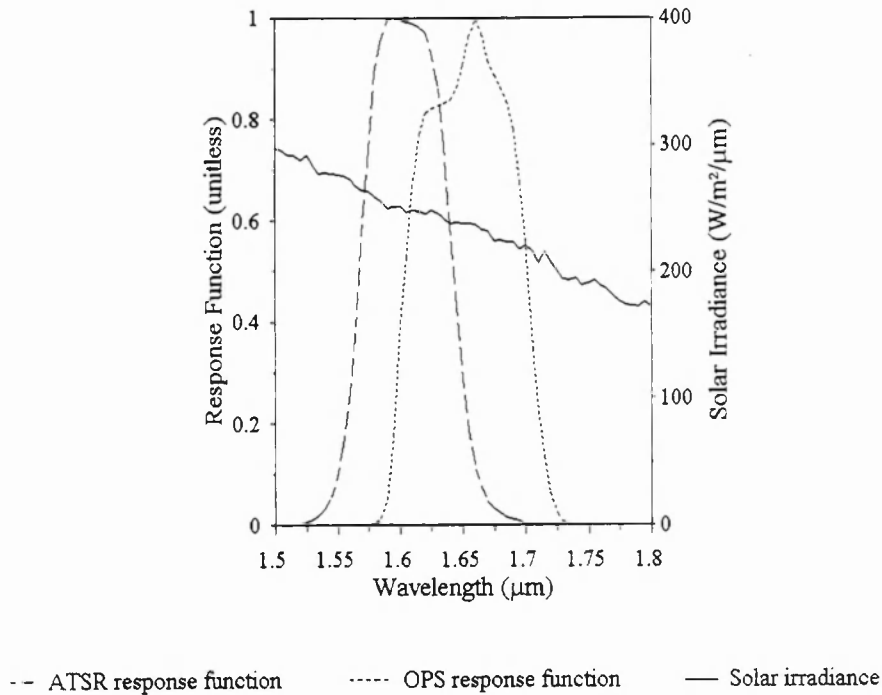 1
0.8
0.6
0.4
0.2
0
Response Function (unitless)
400
300
200
100
0
Solar Irradiance (W/m²/μm)
1.5 1.55 1.6 1.65 1.7 1.75 1.8
Wavelength (μm)
ATSR response function OPS response function Solar irradiance